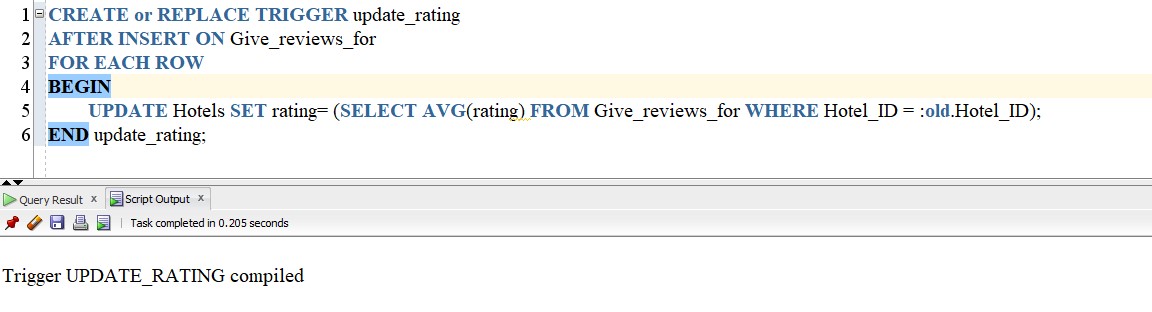 1 CREATE or REPLACE TRIGGER update_rating
2 AFTER INSERT ON Give_reviews_for
3 FOR EACH ROW
4 BEGIN
5 UPDATE Hotels SET rating= (SELECT AVG(rating) FROM Give_reviews_for WHERE Hotel_ID = :old.Hotel_ID);
6 END update_rating;
Query Result x Script Output x
Task completed in 0.205 seconds
Trigger UPDATE_RATING compiled